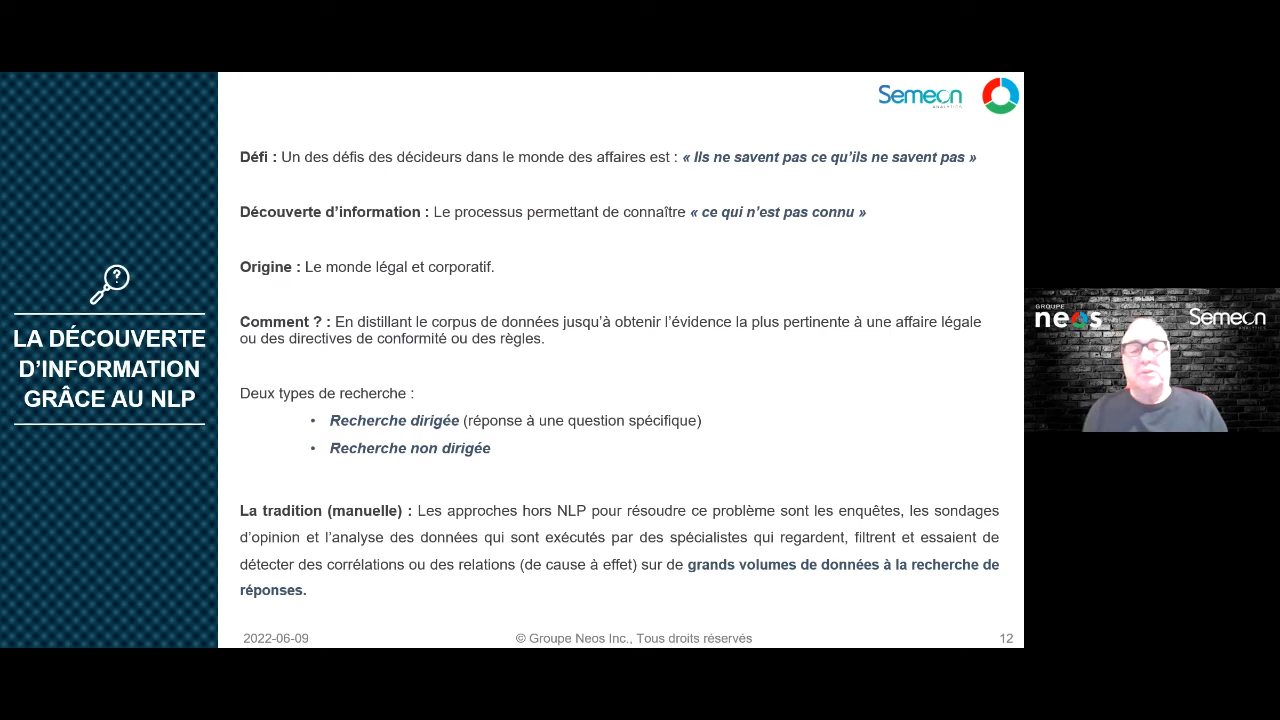 LA DÉCOUVERTE
D'INFORMATION
GRÂCE AU NLP
Semeon
ANALYTICS
Défi : Un des défis des décideurs dans le monde des affaires est : « Ils ne savent pas ce qu'ils ne savent pas »
Découverte d'information : Le processus permettant de connaître « ce qui n'est pas connu »
Origine : Le monde légal et corporatif.
Comment ? : En distillant le corpus de données jusqu'à obtenir l'évidence la plus pertinente à une affaire légale
ou des directives de conformité ou des règles.
Deux types de recherche :
• Recherche dirigée (réponse à une question spécifique)
• Recherche non dirigée
La tradition (manuelle) : Les approches hors NLP pour résoudre ce problème sont les enquêtes, les sondages
d'opinion et l'analyse des données qui sont exécutés par des spécialistes qui regardent, filtrent et essaient de
détecter des corrélations ou des relations (de cause à effet) sur de grands volumes de données à la recherche de
réponses.
2022-06-09 © Groupe Neos Inc., Tous droits réservés 12
GROUPE
neos
Semeon
ANALYTICS